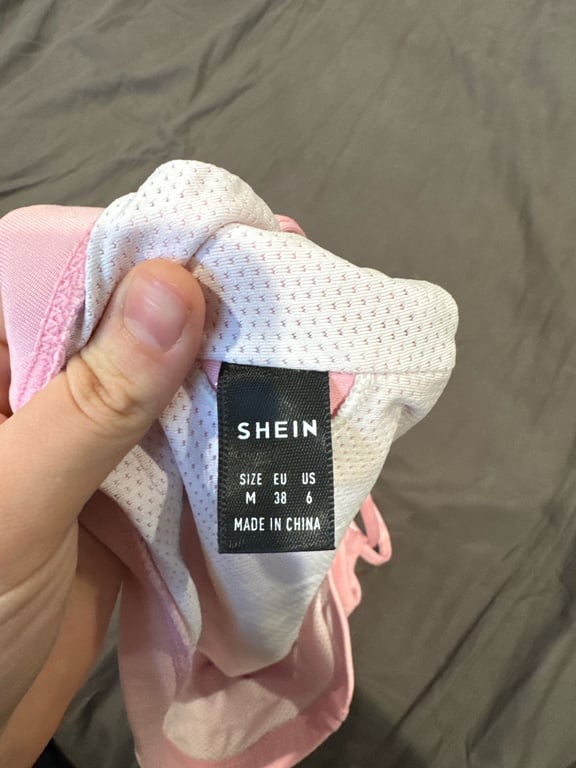 SHEIN
SIZE EU US
M 38 6
MADE IN CHINA